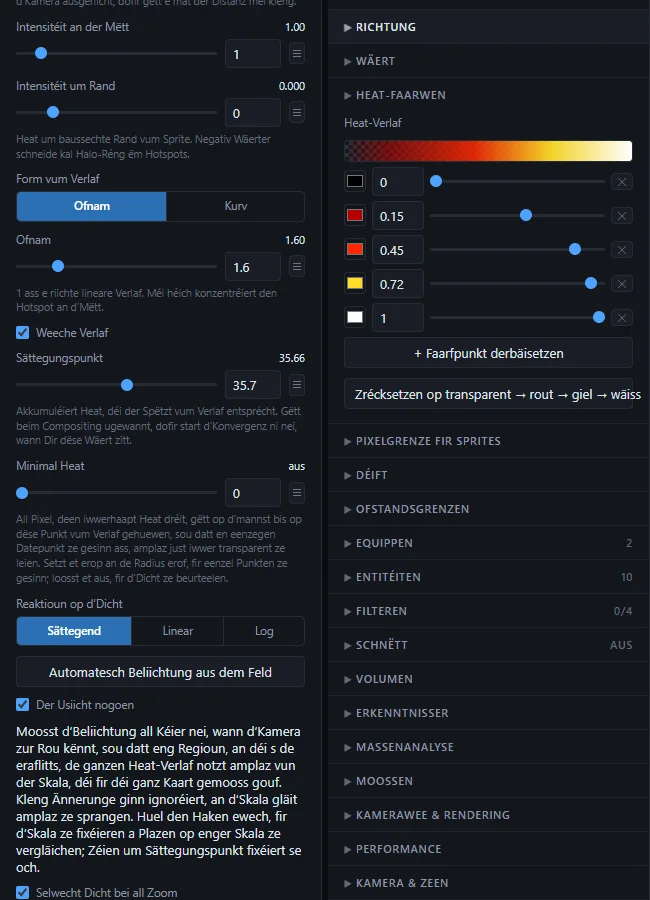 d'Kamera ausgeliicht, dofir gëtt e mat der Distanz méi kleng.
Intensitéit an der Mëtt 1.00
1
Intensitéit um Rand 0.000
0
Heat um baussechte Rand vum Sprite. Negativ Wäerter
schneide kal Halo-Réng ëm Hotspots.
Form vum Verlaf
Ofnam Kurv
Ofnam 1.60
1.6
1 ass e riichte lineare Verlaf. Méi héich konzentréiert den
Hotspot an d'Mëtt.
Weeche Verlaf
Sättegungspunkt 35.66
35.7
Akkumuléiert Heat, déi der Spëtzt vum Verlaf entsprécht. Gëtt
beim Compositing ugewannt, dofir start d'Konvergenz ni nei,
wann Dir dëse Wäert zitt.
Minimal Heat aus
0
All Pixel, deen iwwerhaapt Heat dréit, gëtt op d'mannst bis op
dëse Punkt vum Verlaf gehuewen, sou datt en eenzegen
Datepunkt ze gesinn ass, amplaz just iwwer transparent ze
leien. Setzt et erop an de Radius erof, fir eenzel Punkten ze
gesinn; loosst et aus, fir d'Dicht ze beurteelen.
Reaktioun op d'Dicht
Sättegend Linear Log
Automatesch Beliichtung aus dem Feld
Der Usiicht nogoen
Moosst d'Beliichtung all Kéier nei, wann d'Kamera
zur Rou kënnt, sou datt eng Regioun, an déi s de
eraflitts, de ganzen Heat-Verlaf notzt amplaz vun
der Skala, déi fir déi ganz Kaart gemooss gouf.
Kleng Ännerunge ginn ignoréiert, an d'Skala gläit
amplaz ze sprangen. Huel den Haken ewech, fir
d'Skala ze fixéieren a Plazen op enger Skala ze
vergläichen; Zéien um Sättegungspunkt fixéiert se
och.
Selwecht Dicht bei all Zoom
RICHTUNG
WÄERT
HEAT-FAARWEN
Heat-Verlaf
0
0.15
0.45
0.72
1
+ Faarfpunkt derbäisetzen
Zrécksetzen op transparent → rout → giel → wäiss
PIXELGRENZE FIR SPRITES
DÉIFT
OFSTANDSGRENZEN
EQUIPPEN 2
ENTITÉITEN 10
FILTEREN 0/4
SCHNËTT AUS
VOLUMEN
ERKENNTNISSER
MASSENANALYSE
MOOSSEN
KAMERAWEE & RENDERING
PERFORMANCE
KAMERA & ZEEN